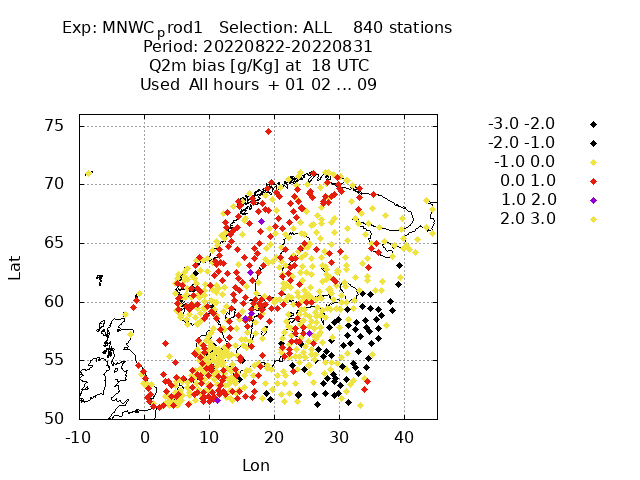 Exp: MNWCprod1 Selection: ALL 840 stations
Period: 20220822-20220831
Q2m bias [g/Kg] at 18 UTC
Used All hours + 01 02 ... 09
-3.0 -2.0
-2.0 -1.0
-1.0 0.0
0.0 1.0
1.0 2.0
2.0 3.0
75
70
65
60
55
50
Lat
-10 0 10 20 30 40
Lon